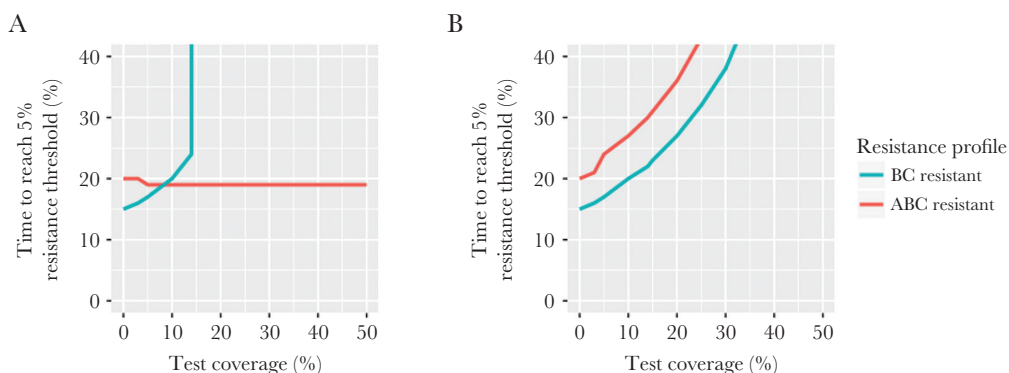 A
Time to reach 5%
resistance threshold (%)
40
30
20
10
0
0 10 20 30 40 50
Test coverage (%)
B
Time to reach 5%
resistance threshold (%)
40
30
20
10
0
0 10 20 30 40 50
Test coverage (%)
Resistance profile
BC resistant
ABC resistant